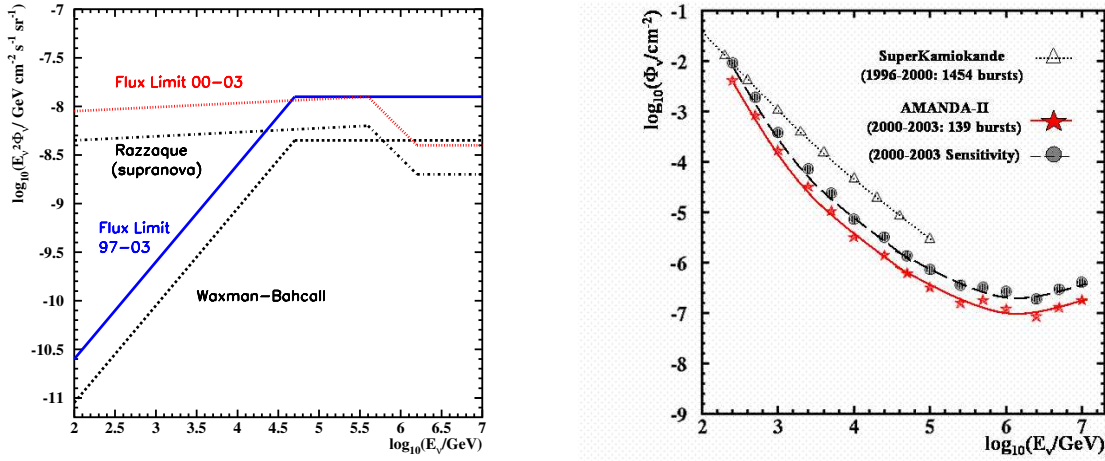 log10(Eν²Φν/ GeV cm⁻² s⁻¹ sr⁻¹)
-7
-7.5
-8
-8.5
-9
-9.5
-10
-10.5
-11
Flux Limit 00−03
Razzaque
(supranova)
Flux Limit
97−03
Waxman−Bahcall
2 2.5 3 3.5 4 4.5 5 5.5 6 6.5 7
log10(Eν/GeV)
log10(Φν/cm⁻²)
-1
-2
-3
-4
-5
-6
-7
-8
-9
SuperKamiokande
(1996-2000: 1454 bursts)
AMANDA-II
(2000-2003: 139 bursts)
(2000-2003 Sensitivity)
2 3 4 5 6 7
log10(Eν/GeV)